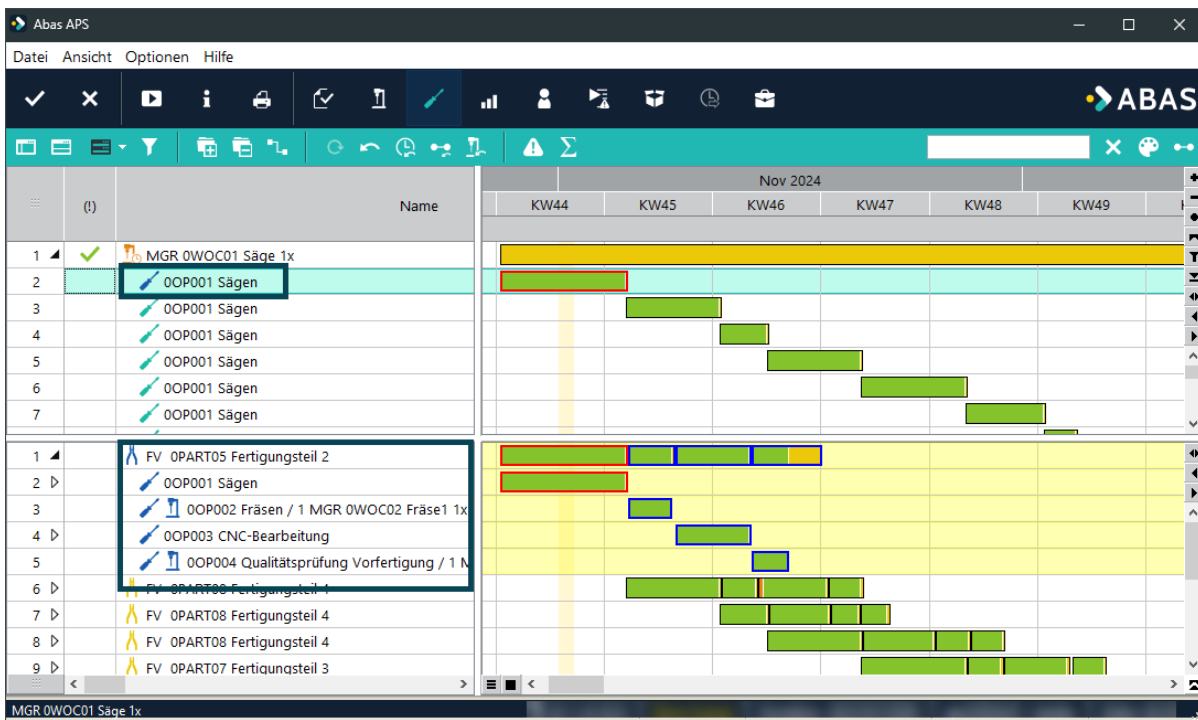 Abas APS
Datei Ansicht Optionen Hilfe
ABAS
Nov 2024
(!) Name KW44 KW45 KW46 KW47 KW48 KW49
1 MGR 0WOC01 Säge 1x
2 0OP001 Sägen
3 0OP001 Sägen
4 0OP001 Sägen
5 0OP001 Sägen
6 0OP001 Sägen
7 0OP001 Sägen
1 FV 0PART05 Fertigungsteil 2
2 0OP001 Sägen
3 0OP002 Fräsen / 1 MGR 0WOC02 Fräse1 1x
4 0OP003 CNC-Bearbeitung
5 0OP004 Qualitätsprüfung Vorfertigung / 1 M
6 FV 0PART08 Fertigungsteil 4
7 FV 0PART08 Fertigungsteil 4
8 FV 0PART08 Fertigungsteil 4
9 FV 0PART07 Fertigungsteil 3
MGR 0WOC01 Säge 1x